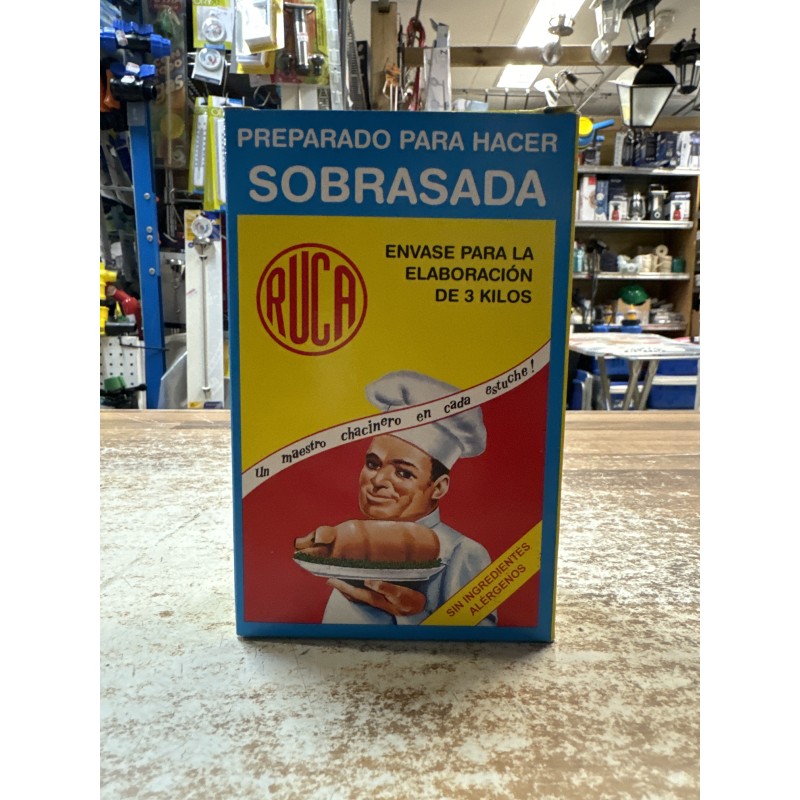 PREPARADO PARA HACER
SOBRASADA
RUCA
ENVASE PARA LA
ELABORACIÓN
DE 3 KILOS
Un maestro chacinero en cada estuche!
SIN INGREDIENTES
ALÉRGENOS